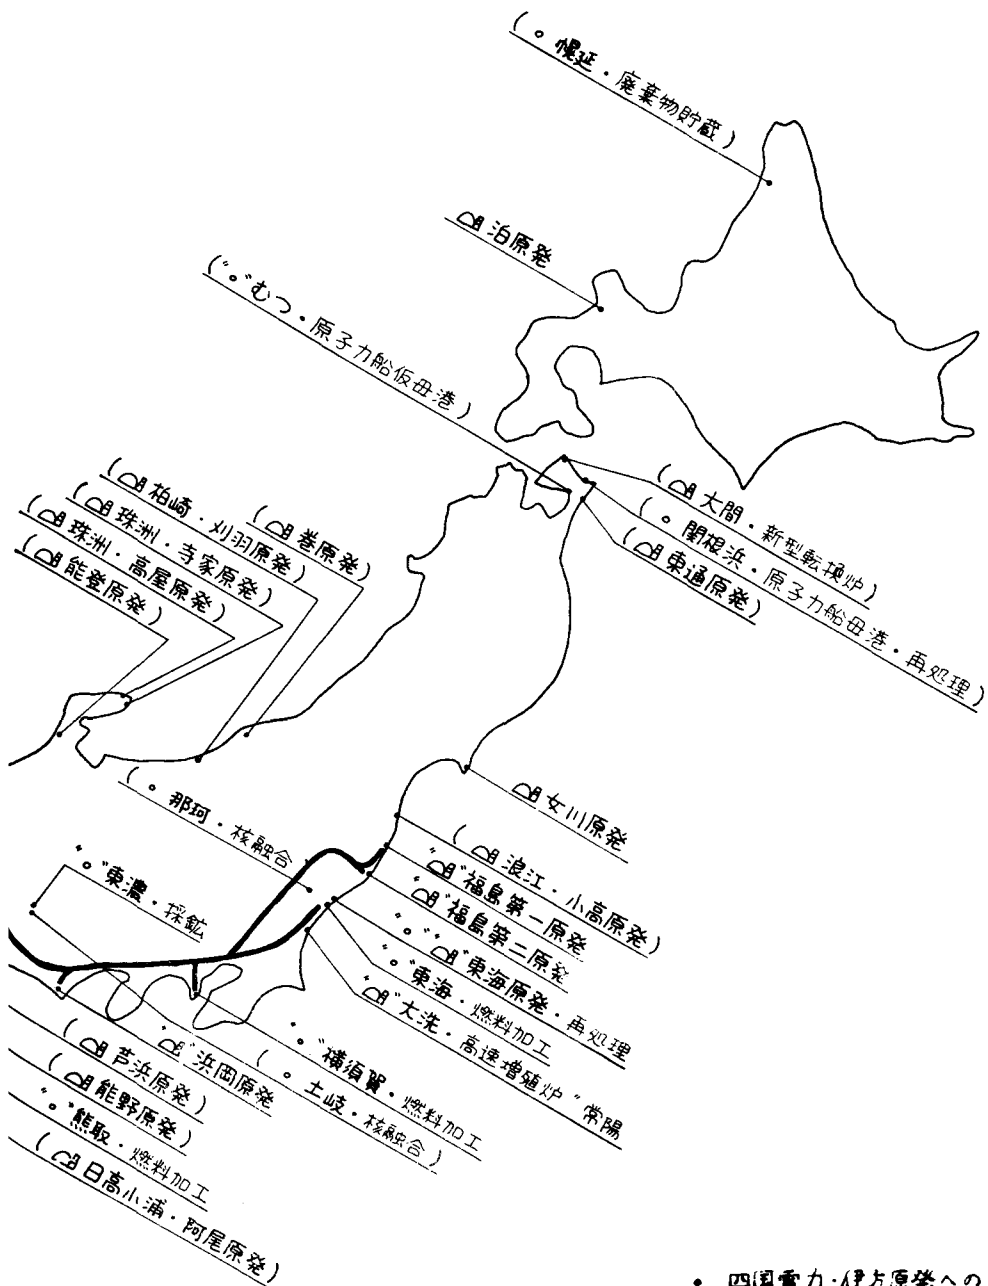 (∘ 幌延・廃棄物貯蔵)
泊原発
("∘"むつ・原子力船仮母港)
(柏崎・刈羽原発)
(巻原発)
(珠洲・寺家原発)
(珠洲・高屋原発)
(能登原発)
(大間・新型転換炉)
(∘ 関根浜・原子力船母港・再処理)
(東通原発)
女川原発
(∘ 那珂・核融合
(浪江・小高原発)
"福島第一原発
"福島第二原発
"∘"東濃・採鉱
"∘""東海原発・再処理
"∘"東海・燃料加工
"大洗・高速増殖炉"常陽
"浜岡原発
"∘"横須賀・燃料加工
(∘ 土岐・核融合)
(芦浜原発)
(熊野原発)
"∘"熊取・燃料加工
(日高小浦・阿尾原発)
• 四国電力・伊方原発への